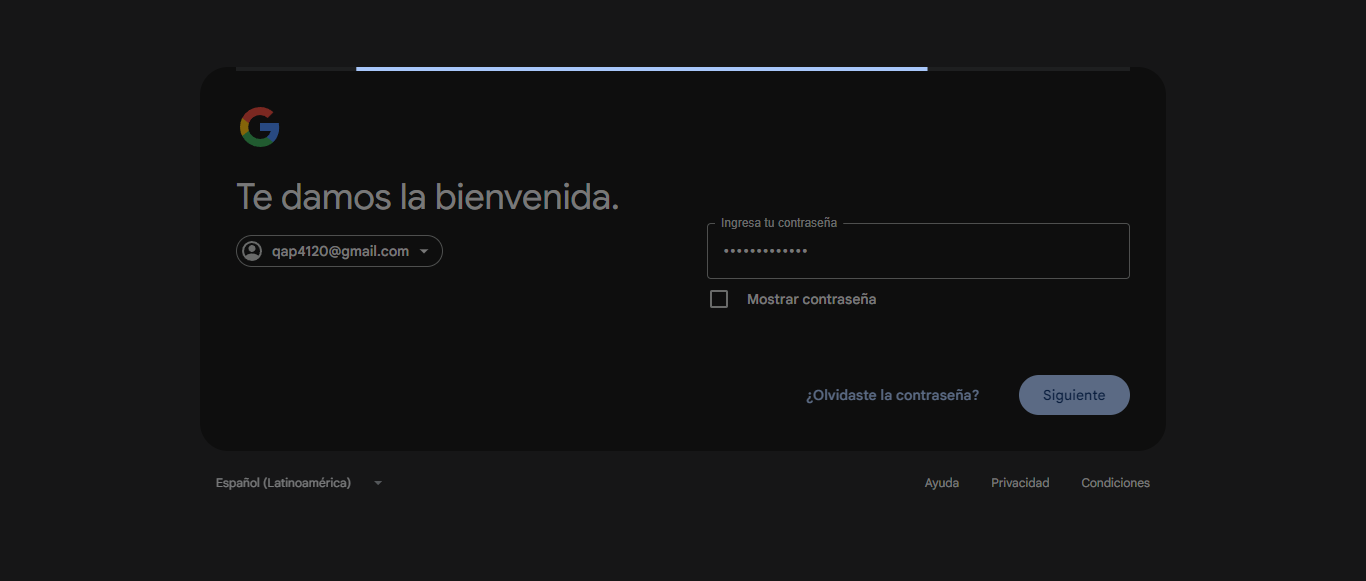 Te damos la bienvenida.
qap4120@gmail.com
Ingresa tu contraseña
•••••••••••••
Mostrar contraseña
¿Olvidaste la contraseña?
Siguiente
Español (Latinoamérica)
Ayuda
Privacidad
Condiciones